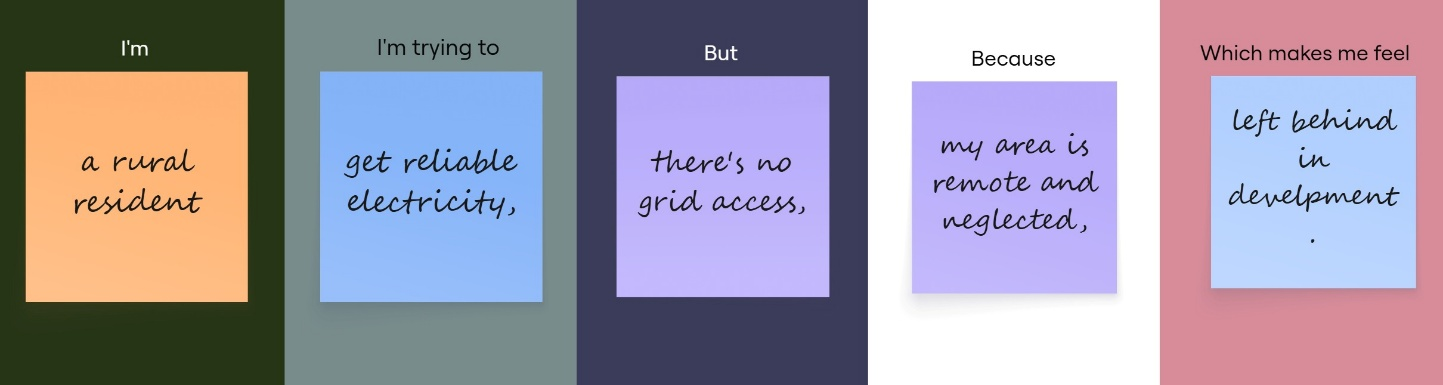 I'm
a rural
resident
I'm trying to
get reliable
electricity,
But
there's no
grid access,
Because
my area is
remote and
neglected,
Which makes me feel
left behind
in
develpment
.